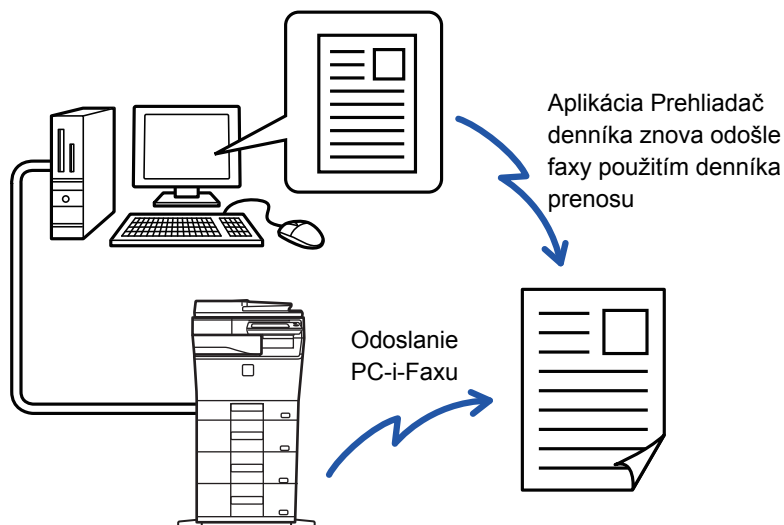 Aplikácia Prehliadač
denníka znova odošle
faxy použitím denníka
prenosu
Odoslanie
PC-i-Faxu